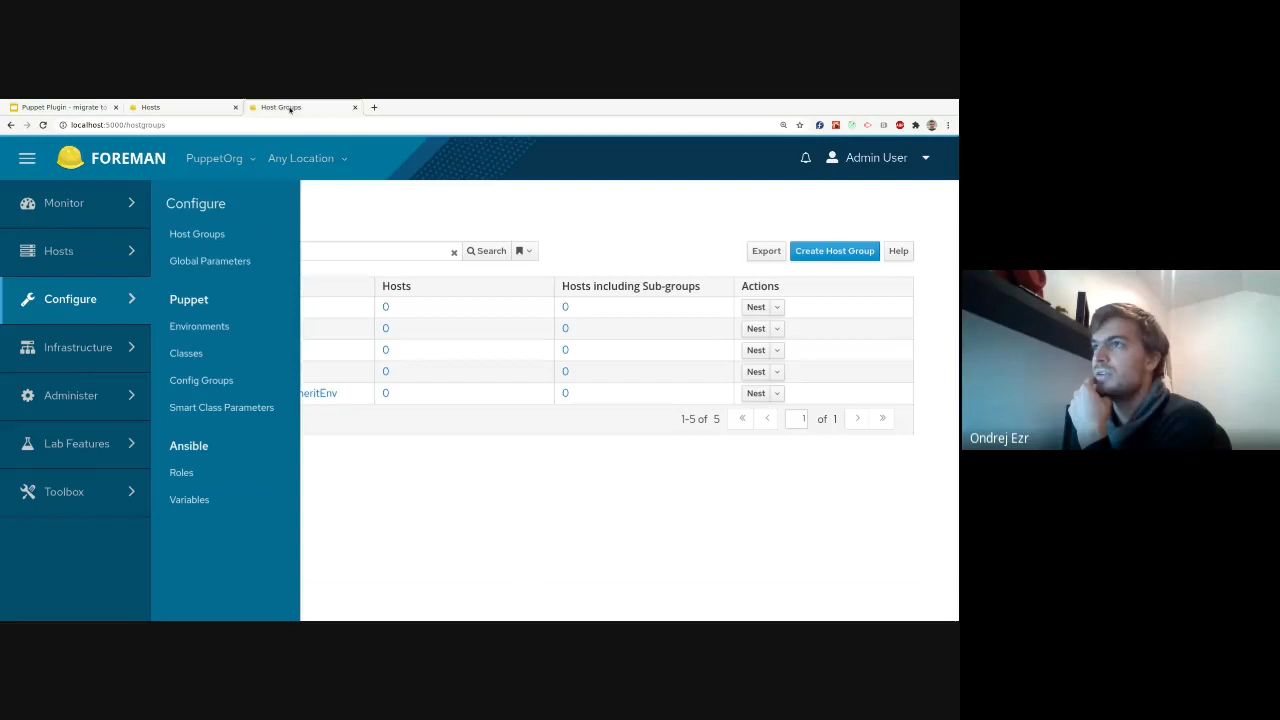 Puppet Plugin - migrate to
Hosts
Host Groups
localhost:5000/hostgroups
FOREMAN
PuppetOrg
Any Location
Admin User
Monitor
Hosts
Configure
Infrastructure
Administer
Lab Features
Toolbox
Configure
Host Groups
Global Parameters
Puppet
Environments
Classes
Config Groups
Smart Class Parameters
Ansible
Roles
Variables
Search
Export
Create Host Group
Help
Hosts Hosts including Sub-groups Actions
0 0 Nest
0 0 Nest
0 0 Nest
0 0 Nest
heritEnv 0 0 Nest
1-5 of 5 « ‹ 1 of 1 › »
Ondrej Ezr